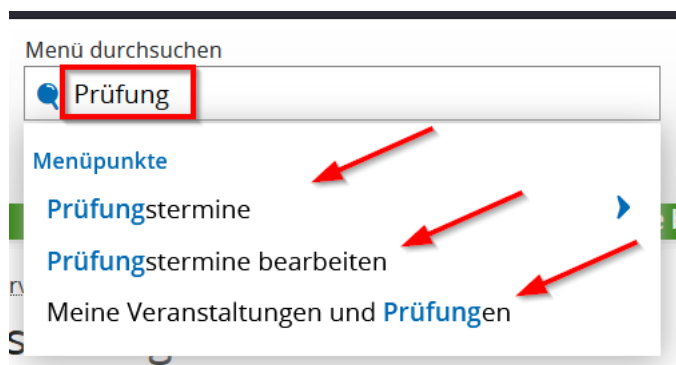 Menü durchsuchen
Prüfung
Menüpunkte
Prüfungstermine
Prüfungstermine bearbeiten
Meine Veranstaltungen und Prüfungen